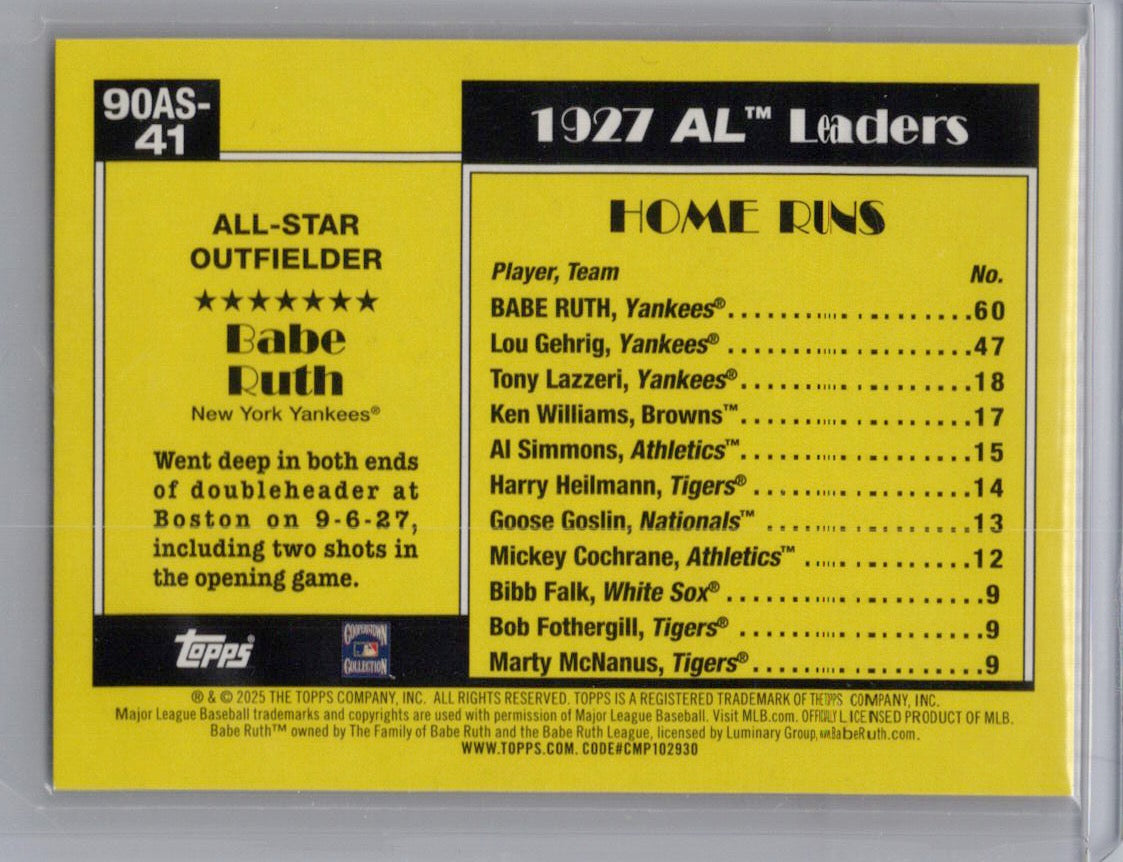 90AS-
41
ALL-STAR
OUTFIELDER
★★★★★★★
Babe
Ruth
New York Yankees®
Went deep in both ends
of doubleheader at
Boston on 9-6-27,
including two shots in
the opening game.
Topps®
COOPERSTOWN
COLLECTION
1927 AL™ Leaders
HOME RUNS
Player, Team No.
BABE RUTH, Yankees® 60
Lou Gehrig, Yankees® 47
Tony Lazzeri, Yankees® 18
Ken Williams, Browns™ 17
Al Simmons, Athletics™ 15
Harry Heilmann, Tigers® 14
Goose Goslin, Nationals™ 13
Mickey Cochrane, Athletics™ 12
Bibb Falk, White Sox® 9
Bob Fothergill, Tigers® 9
Marty McNanus, Tigers® 9
® & © 2025 THE TOPPS COMPANY, INC. ALL RIGHTS RESERVED. TOPPS IS A REGISTERED TRADEMARK OF THE TOPPS COMPANY, INC.
Major League Baseball trademarks and copyrights are used with permission of Major League Baseball. Visit MLB.com. OFFICIALLY LICENSED PRODUCT OF MLB.
Babe Ruth™ owned by The Family of Babe Ruth and the Babe Ruth League, licensed by Luminary Group, www.BabeRuth.com.
WWW.TOPPS.COM. CODE#CMP102930